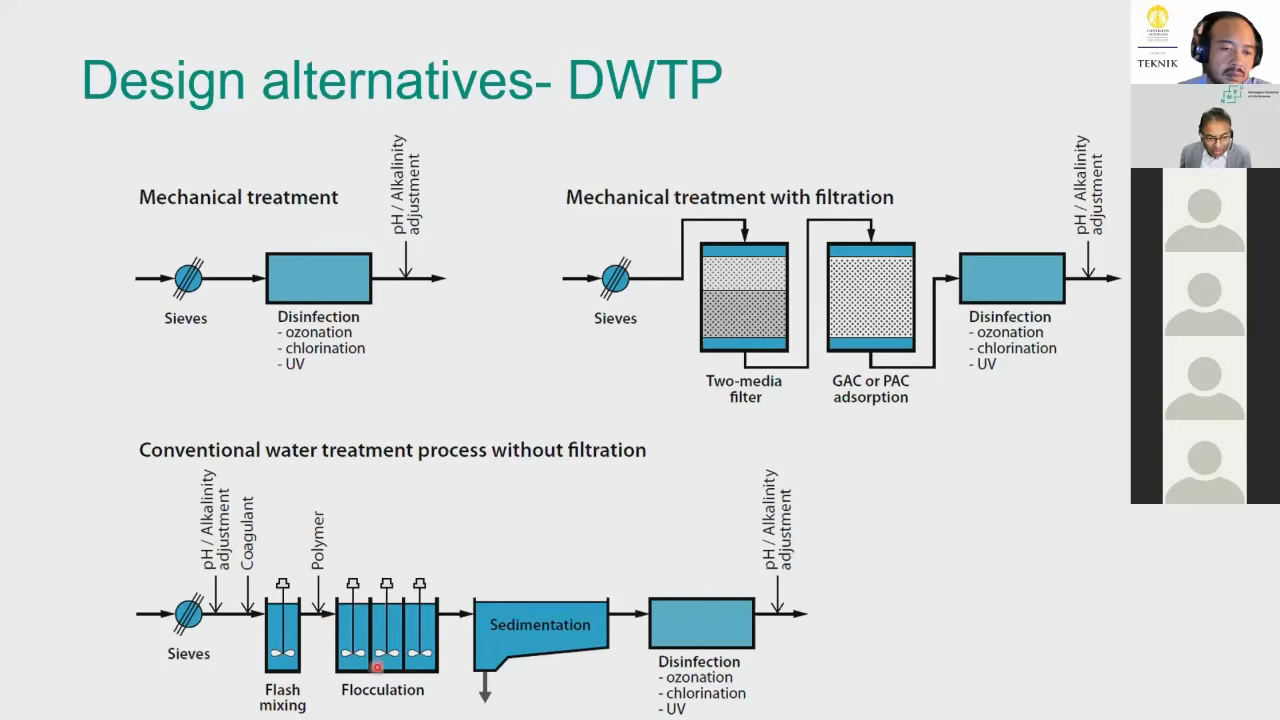 Design alternatives- DWTP
Mechanical treatment
pH / Alkalinity
adjustment
Sieves
Disinfection
- ozonation
- chlorination
- UV
Mechanical treatment with filtration
pH / Alkalinity
adjustment
Sieves
Two-media
filter
GAC or PAC
adsorption
Disinfection
- ozonation
- chlorination
- UV
Conventional water treatment process without filtration
pH / Alkalinity
adjustment
Coagulant
Polymer
pH / Alkalinity
adjustment
Sieves
Flash
mixing
Flocculation
Sedimentation
Disinfection
- ozonation
- chlorination
- UV
TEKNIK